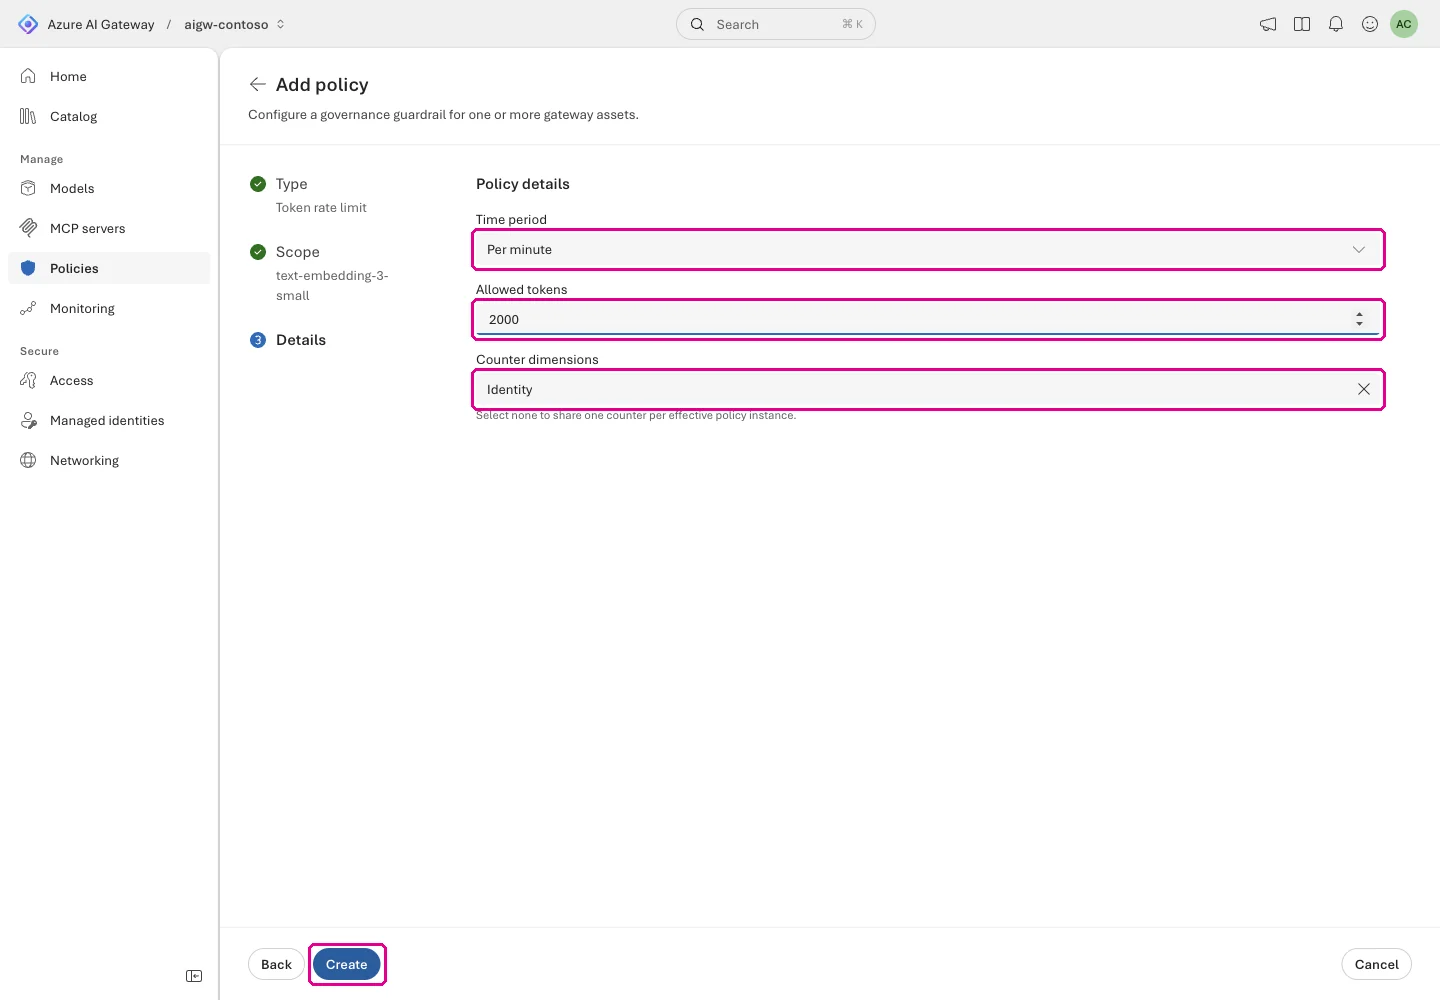 Azure AI Gateway / aigw-contoso
Search ⌘ K
AC
Home
Catalog
Manage
Models
MCP servers
Policies
Monitoring
Secure
Access
Managed identities
Networking
Add policy
Configure a governance guardrail for one or more gateway assets.
Type
Token rate limit
Scope
text-embedding-3-
small
3 Details
Policy details
Time period
Per minute
Allowed tokens
2000
Counter dimensions
Identity
Select none to share one counter per effective policy instance.
Back
Create
Cancel